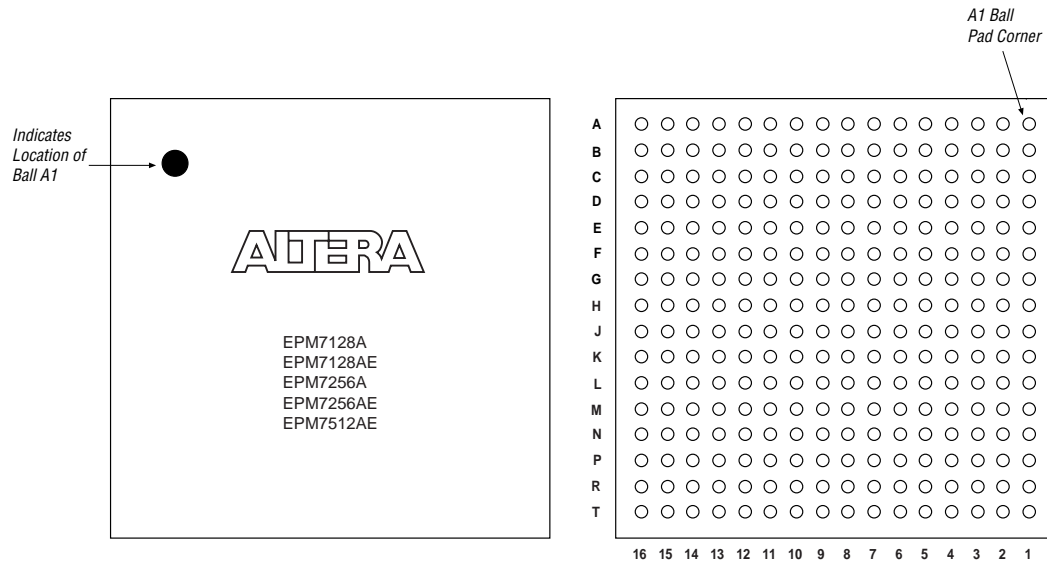 A1 Ball
Pad Corner
Indicates
Location of
Ball A1
ALTERA
EPM7128A
EPM7128AE
EPM7256A
EPM7256AE
EPM7512AE
A
B
C
D
E
F
G
H
J
K
L
M
N
P
R
T
16 15 14 13 12 11 10 9 8 7 6 5 4 3 2 1